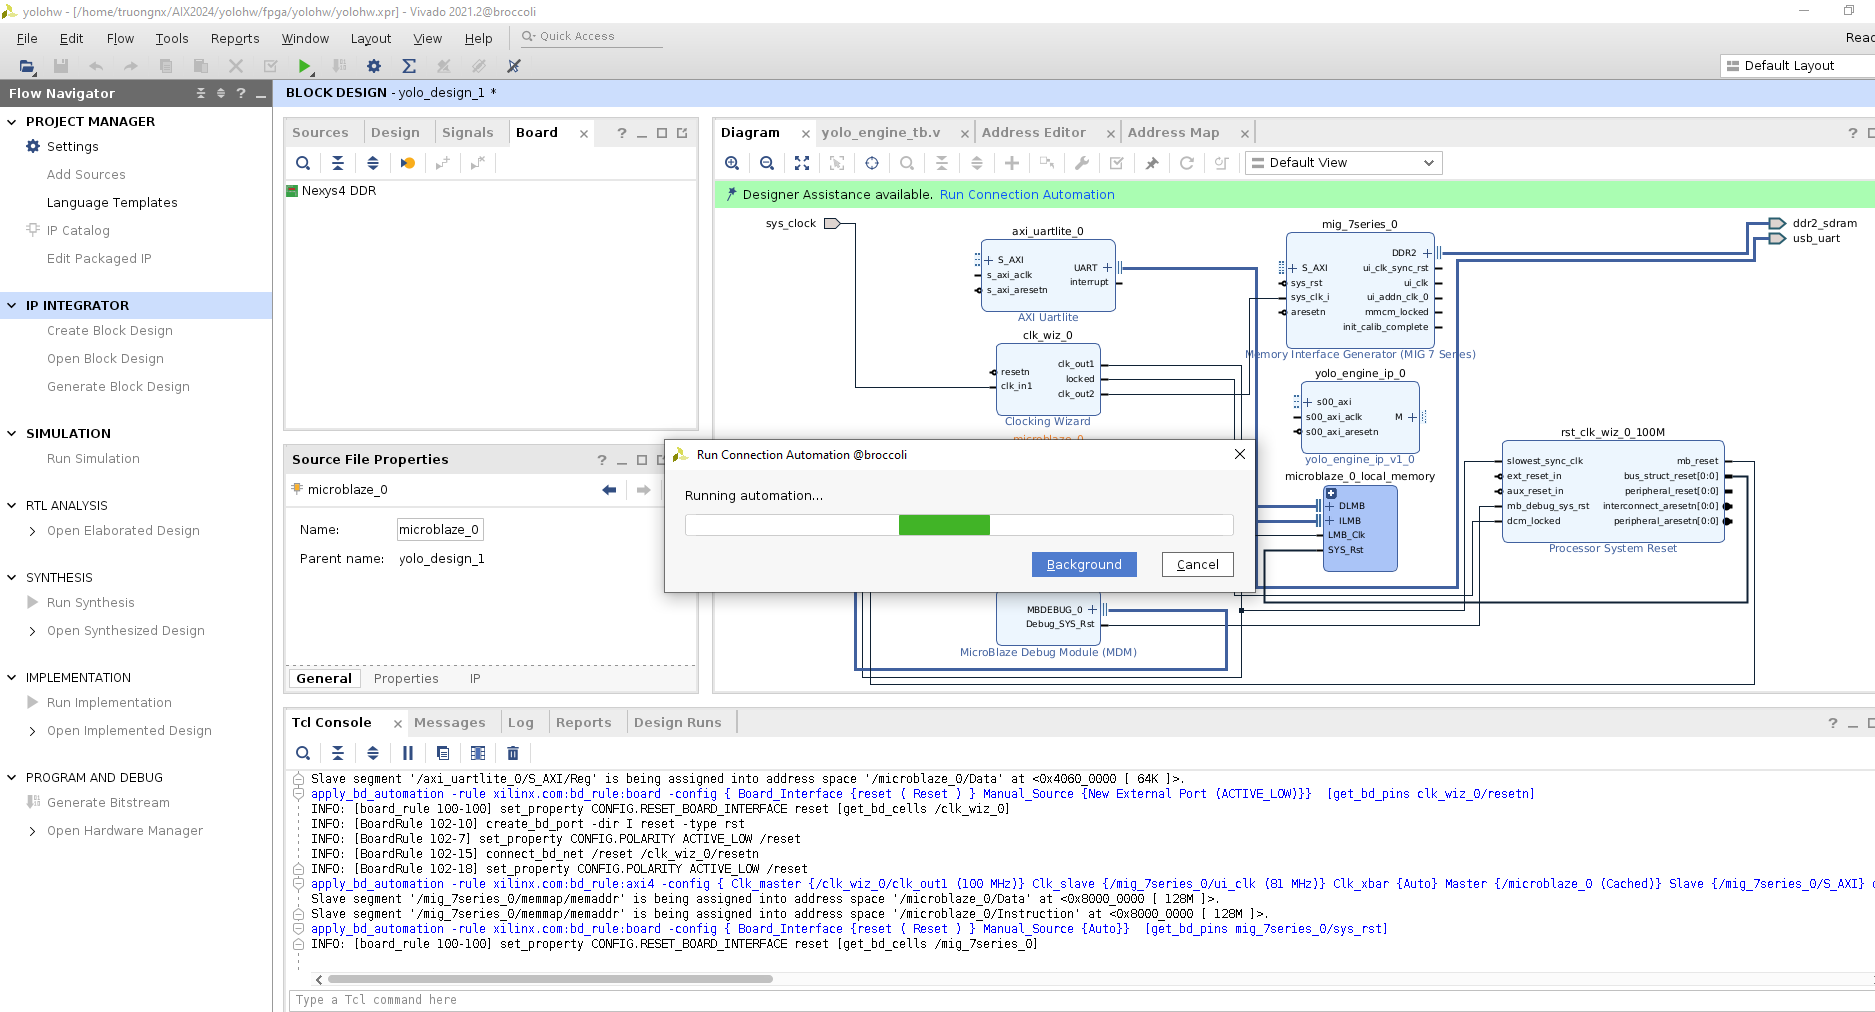 yolohw - [/home/truongnx/AIX2024/yolohw/fpga/yolohw/yolohw.xpr] - Vivado 2021.2@broccoli
File Edit Flow Tools Reports Window Layout View Help Quick Access
Default Layout
Flow Navigator
PROJECT MANAGER
Settings
Add Sources
Language Templates
IP Catalog
Edit Packaged IP
IP INTEGRATOR
Create Block Design
Open Block Design
Generate Block Design
SIMULATION
Run Simulation
RTL ANALYSIS
Open Elaborated Design
SYNTHESIS
Run Synthesis
Open Synthesized Design
IMPLEMENTATION
Run Implementation
Open Implemented Design
PROGRAM AND DEBUG
Generate Bitstream
Open Hardware Manager
BLOCK DESIGN - yolo_design_1 *
Sources Design Signals Board
Nexys4 DDR
Source File Properties
microblaze_0
Name: microblaze_0
Parent name: yolo_design_1
General Properties IP
Diagram yolo_engine_tb.v Address Editor Address Map
Default View
Designer Assistance available. Run Connection Automation
sys_clock
axi_uartlite_0
S_AXI
s_axi_aclk
s_axi_aresetn
UART
interrupt
AXI Uartlite
clk_wiz_0
resetn
clk_in1
clk_out1
locked
clk_out2
Clocking Wizard
mig_7series_0
S_AXI
sys_rst
sys_clk_i
aresetn
DDR2
ui_clk_sync_rst
ui_clk
ui_addn_clk_0
mmcm_locked
init_calib_complete
Memory Interface Generator (MIG 7 Series)
ddr2_sdram
usb_uart
yolo_engine_ip_0
s00_axi
s00_axi_aclk
s00_axi_aresetn
M
yolo_engine_ip_v1_0
microblaze_0_local_memory
DLMB
ILMB
LMB_Clk
SYS_Rst
rst_clk_wiz_0_100M
slowest_sync_clk
ext_reset_in
aux_reset_in
mb_debug_sys_rst
dcm_locked
mb_reset
bus_struct_reset[0:0]
peripheral_reset[0:0]
interconnect_aresetn[0:0]
peripheral_aresetn[0:0]
Processor System Reset
MBDEBUG_0
Debug_SYS_Rst
MicroBlaze Debug Module (MDM)
Run Connection Automation @broccoli
Running automation...
Background Cancel
Tcl Console Messages Log Reports Design Runs
Slave segment '/axi_uartlite_0/S_AXI/Reg' is being assigned into address space '/microblaze_0/Data' at <0x4060_0000 [ 64K ]>.
apply_bd_automation -rule xilinx.com:bd_rule:board -config { Board_Interface {reset ( Reset ) } Manual_Source {New External Port (ACTIVE_LOW)}}  [get_bd_pins clk_wiz_0/resetn]
INFO: [board_rule 100-100] set_property CONFIG.RESET_BOARD_INTERFACE reset [get_bd_cells /clk_wiz_0]
INFO: [BoardRule 102-10] create_bd_port -dir I reset -type rst
INFO: [BoardRule 102-7] set_property CONFIG.POLARITY ACTIVE_LOW /reset
INFO: [BoardRule 102-15] connect_bd_net /reset /clk_wiz_0/resetn
INFO: [BoardRule 102-18] set_property CONFIG.POLARITY ACTIVE_LOW /reset
apply_bd_automation -rule xilinx.com:bd_rule:axi4 -config { Clk_master {/clk_wiz_0/clk_out1 (100 MHz)} Clk_slave {/mig_7series_0/ui_clk (81 MHz)} Clk_xbar {Auto} Master {/microblaze_0 (Cached)} Slave {/mig_7series_0/S_AXI}
Slave segment '/mig_7series_0/memmap/memaddr' is being assigned into address space '/microblaze_0/Data' at <0x8000_0000 [ 128M ]>.
Slave segment '/mig_7series_0/memmap/memaddr' is being assigned into address space '/microblaze_0/Instruction' at <0x8000_0000 [ 128M ]>.
apply_bd_automation -rule xilinx.com:bd_rule:board -config { Board_Interface {reset ( Reset ) } Manual_Source {Auto}}  [get_bd_pins mig_7series_0/sys_rst]
INFO: [board_rule 100-100] set_property CONFIG.RESET_BOARD_INTERFACE reset [get_bd_cells /mig_7series_0]
Type a Tcl command here